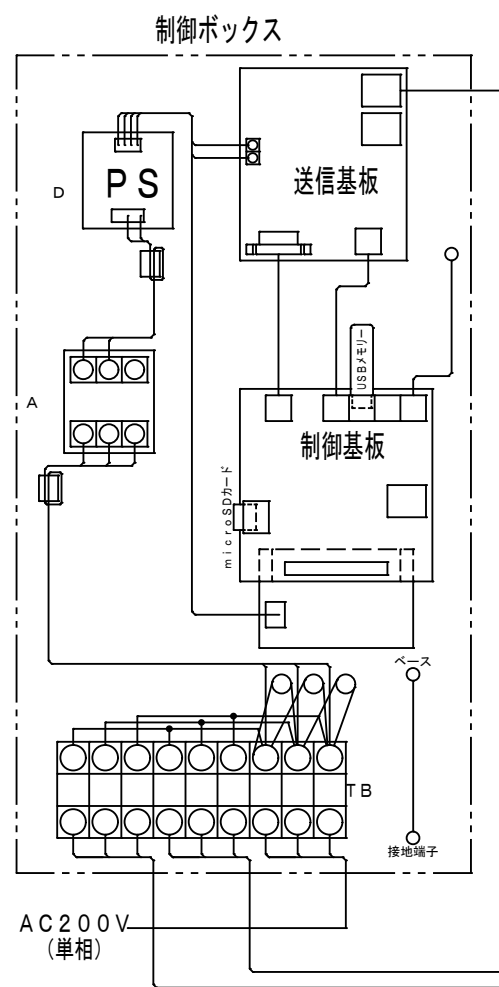 制御ボックス
送信基板
D
PS
USBメモリー
A
制御基板
microSDカード
ベース
TB
接地端子
AC200V
(単相)